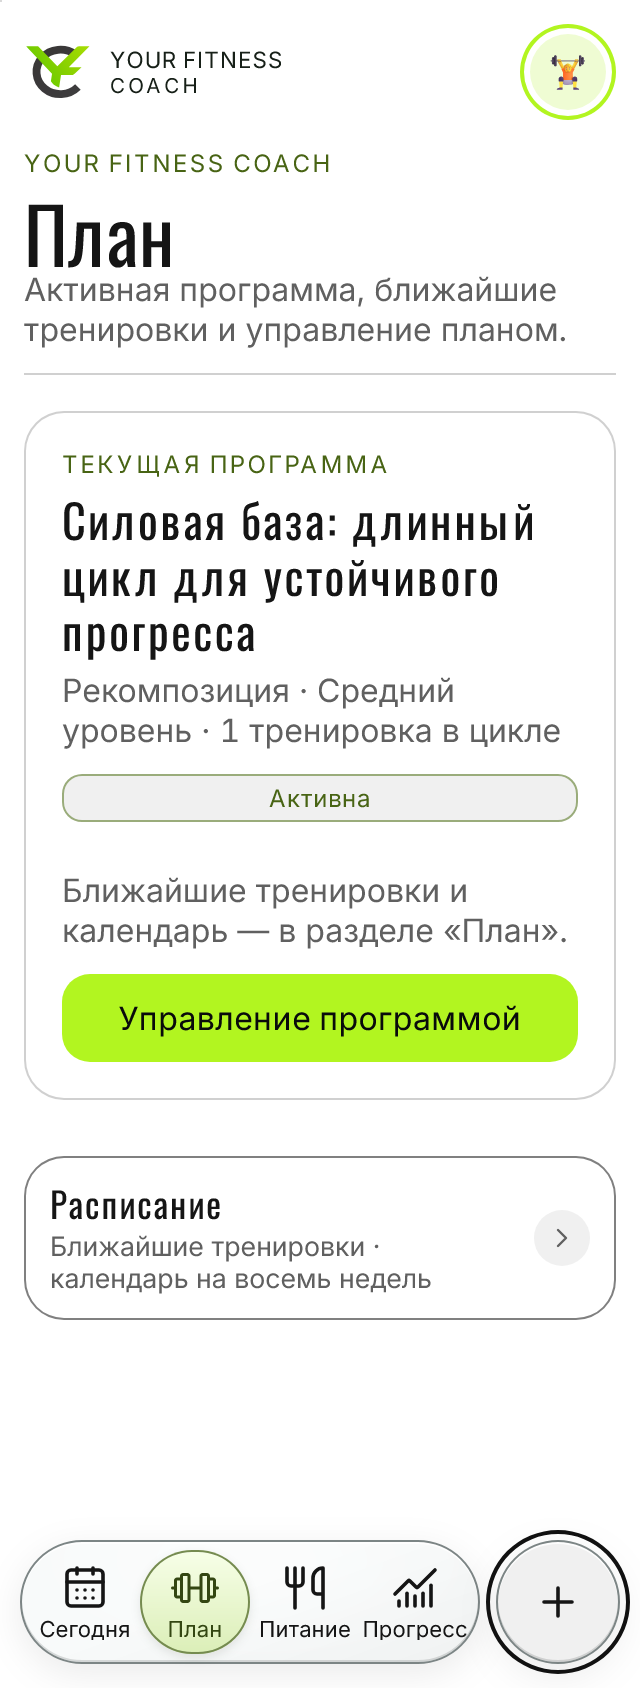 YOUR FITNESS
COACH
YOUR FITNESS COACH
План
Активная программа, ближайшие
тренировки и управление планом.
ТЕКУЩАЯ ПРОГРАММА
Силовая база: длинный
цикл для устойчивого
прогресса
Рекомпозиция · Средний
уровень · 1 тренировка в цикле
Активна
Ближайшие тренировки и
календарь — в разделе «План».
Управление программой
Расписание
Ближайшие тренировки ·
календарь на восемь недель
Сегодня План Питание Прогресс